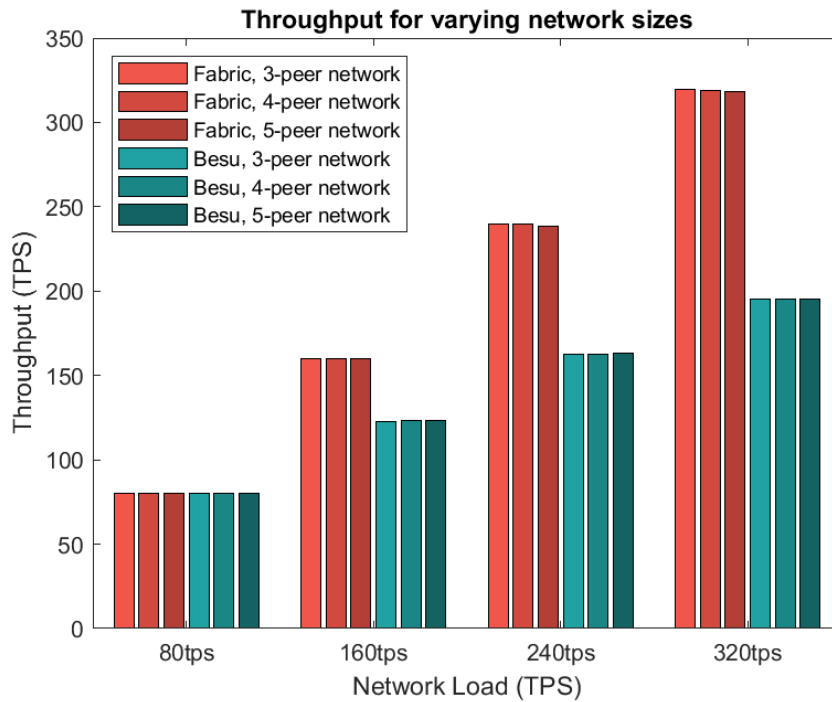 Throughput for varying network sizes
350
300
250
200
150
100
50
0
Throughput (TPS)
Fabric, 3-peer network
Fabric, 4-peer network
Fabric, 5-peer network
Besu, 3-peer network
Besu, 4-peer network
Besu, 5-peer network
80tps 160tps 240tps 320tps
Network Load (TPS)